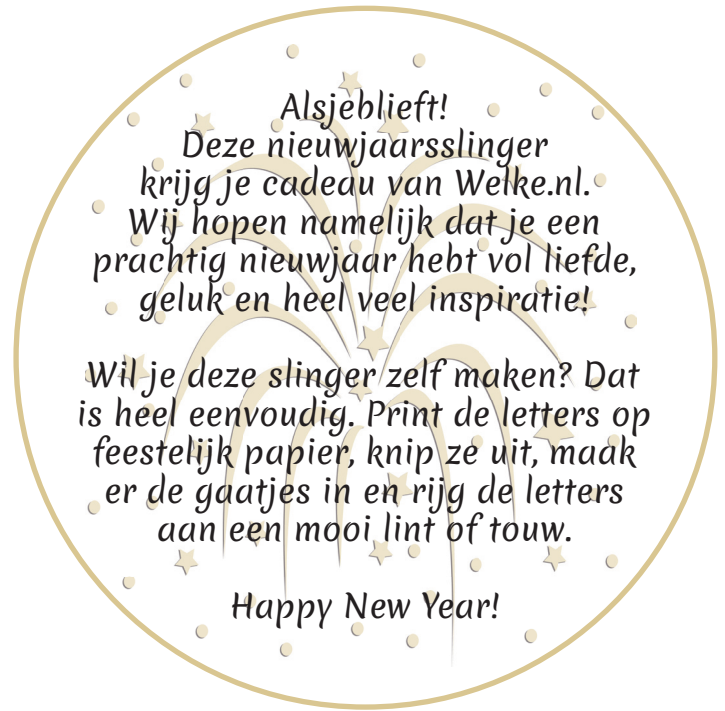 Alsjeblieft!
Deze nieuwjaarsslinger
krijg je cadeau van Welke.nl.
Wij hopen namelijk dat je een
prachtig nieuwjaar hebt vol liefde,
geluk en heel veel inspiratie!
Wil je deze slinger zelf maken? Dat
is heel eenvoudig. Print de letters op
feestelijk papier, knip ze uit, maak
er de gaatjes in en rijg de letters
aan een mooi lint of touw.
Happy New Year!